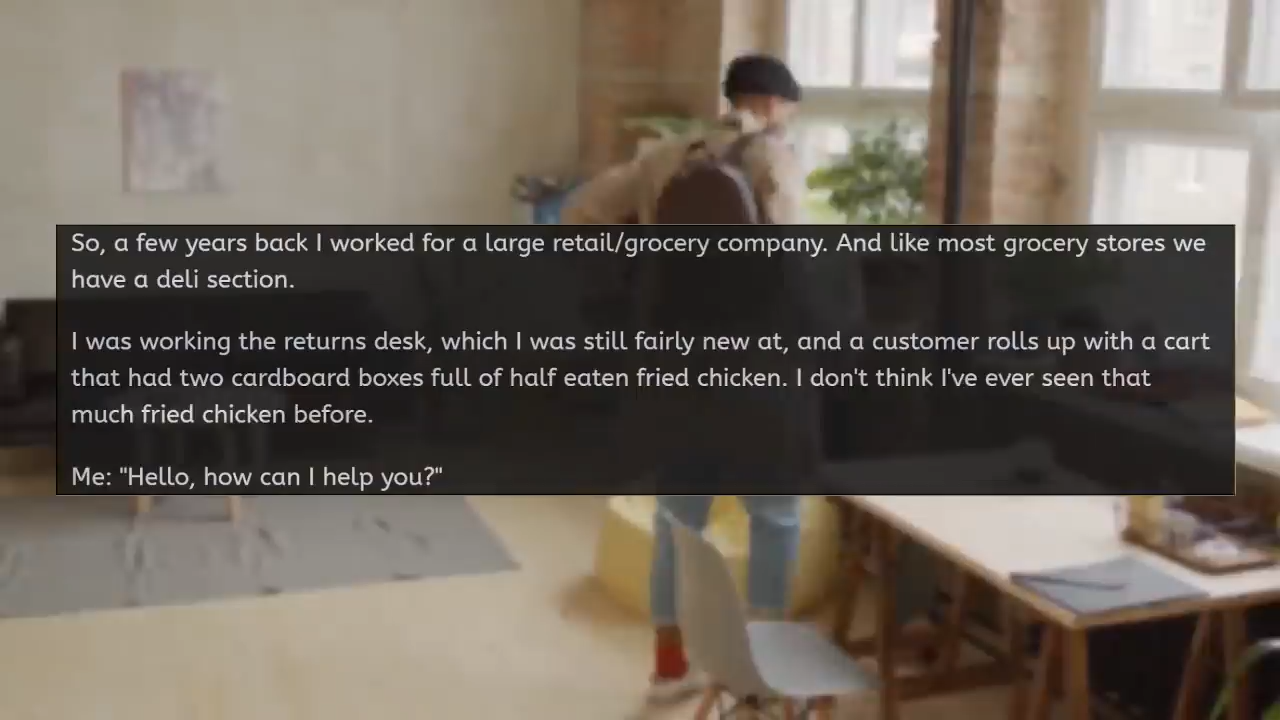 So, a few years back I worked for a large retail/grocery company. And like most grocery stores we
have a deli section.
I was working the returns desk, which I was still fairly new at, and a customer rolls up with a cart
that had two cardboard boxes full of half eaten fried chicken. I don't think I've ever seen that
much fried chicken before.
Me: "Hello, how can I help you?"